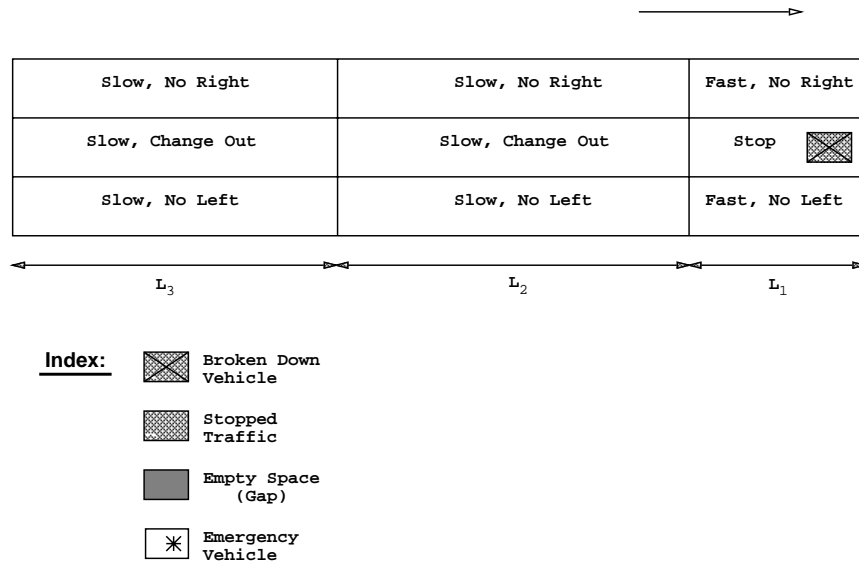 Slow, No Right Slow, No Right Fast, No Right
Slow, Change Out Slow, Change Out Stop
Slow, No Left Slow, No Left Fast, No Left
L3 L2 L1
Index:
Broken Down
Vehicle
Stopped
Traffic
Empty Space
(Gap)
Emergency
Vehicle